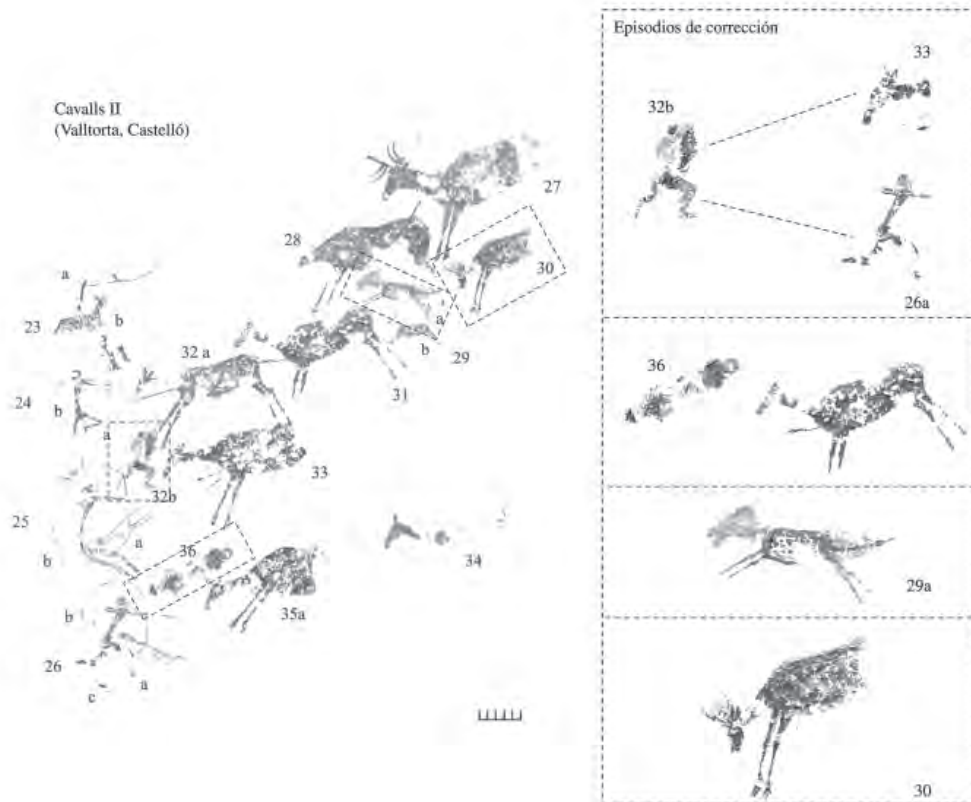 Episodios de corrección
33
32b
26a
36
29a
30
Cavalls II
(Valltorta, Castelló)
27
28
30
a
b
29
a
23
b
32 a
31
24
b
a
32b
33
25
a
b
36
34
35a
b
26
a
c